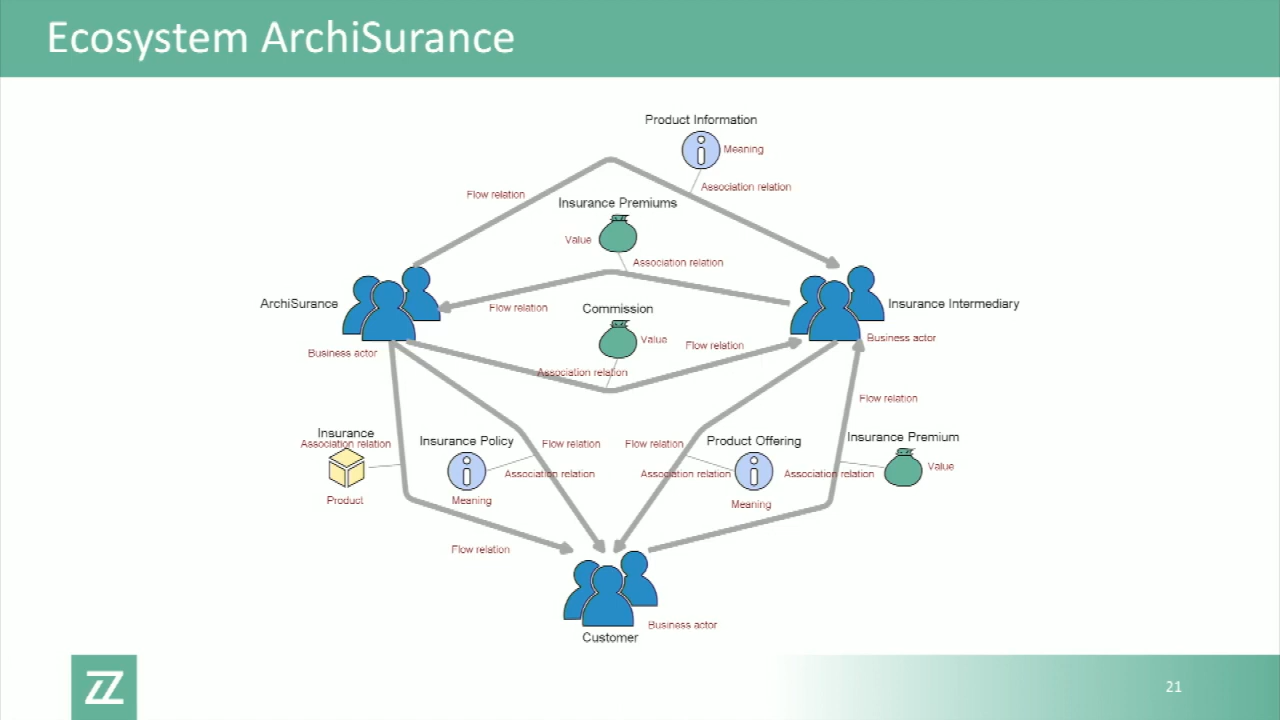 Ecosystem ArchiSurance
Product Information
Meaning
Flow relation
Association relation
Insurance Premiums
Value
Association relation
ArchiSurance
Flow relation
Commission
Insurance Intermediary
Value
Flow relation
Business actor
Business actor
Association relation
Flow relation
Insurance
Association relation
Insurance Policy
Flow relation
Flow relation
Product Offering
Insurance Premium
Association relation
Association relation
Association relation
Value
Product
Meaning
Meaning
Flow relation
Business actor
Customer
ZZ
21